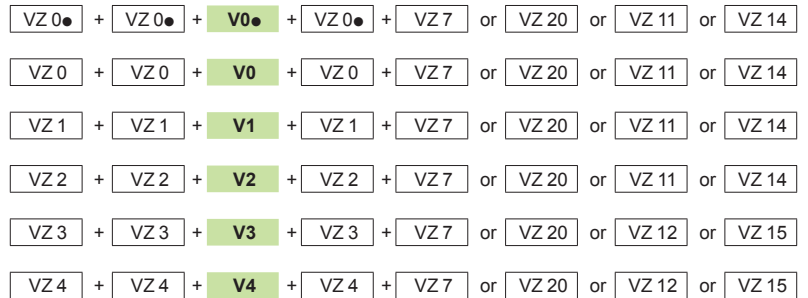 VZ 0● + VZ 0● + V0● + VZ 0● + VZ 7 or VZ 20 or VZ 11 or VZ 14
VZ 0 + VZ 0 + V0 + VZ 0 + VZ 7 or VZ 20 or VZ 11 or VZ 14
VZ 1 + VZ 1 + V1 + VZ 1 + VZ 7 or VZ 20 or VZ 11 or VZ 14
VZ 2 + VZ 2 + V2 + VZ 2 + VZ 7 or VZ 20 or VZ 11 or VZ 14
VZ 3 + VZ 3 + V3 + VZ 3 + VZ 7 or VZ 20 or VZ 12 or VZ 15
VZ 4 + VZ 4 + V4 + VZ 4 + VZ 7 or VZ 20 or VZ 12 or VZ 15